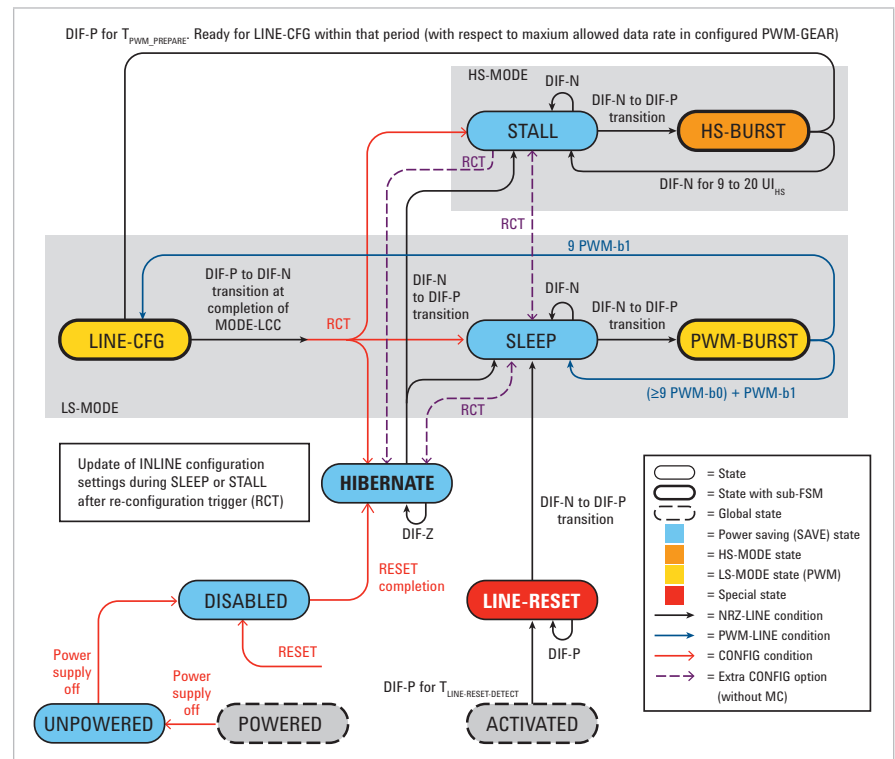 DIF-P for TPWM_PREPARE. Ready for LINE-CFG within that period (with respect to maxium allowed data rate in configured PWM-GEAR)
HS-MODE
DIF-N
STALL
DIF-N to DIF-P
transition
HS-BURST
RCT
DIF-N for 9 to 20 UIHS
RCT
9 PWM-b1
DIF-P to DIF-N
transition at
completion of
MODE-LCC
DIF-N
to DIF-P
transition
DIF-N
DIF-N to DIF-P
transition
LINE-CFG
RCT
SLEEP
PWM-BURST
RCT
(≥9 PWM-b0) + PWM-b1
LS-MODE
Update of INLINE configuration
settings during SLEEP or STALL
after re-configuration trigger (RCT)
HIBERNATE
DIF-Z
DIF-N to DIF-P
transition
RESET
completion
DISABLED
LINE-RESET
DIF-P
RESET
Power
supply
off
Power
supply
off
UNPOWERED
POWERED
DIF-P for TLINE-RESET-DETECT
ACTIVATED
= State
= State with sub-FSM
= Global state
= Power saving (SAVE) state
= HS-MODE state
= LS-MODE state (PWM)
= Special state
= NRZ-LINE condition
= PWM-LINE condition
= CONFIG condition
= Extra CONFIG option
(without MC)